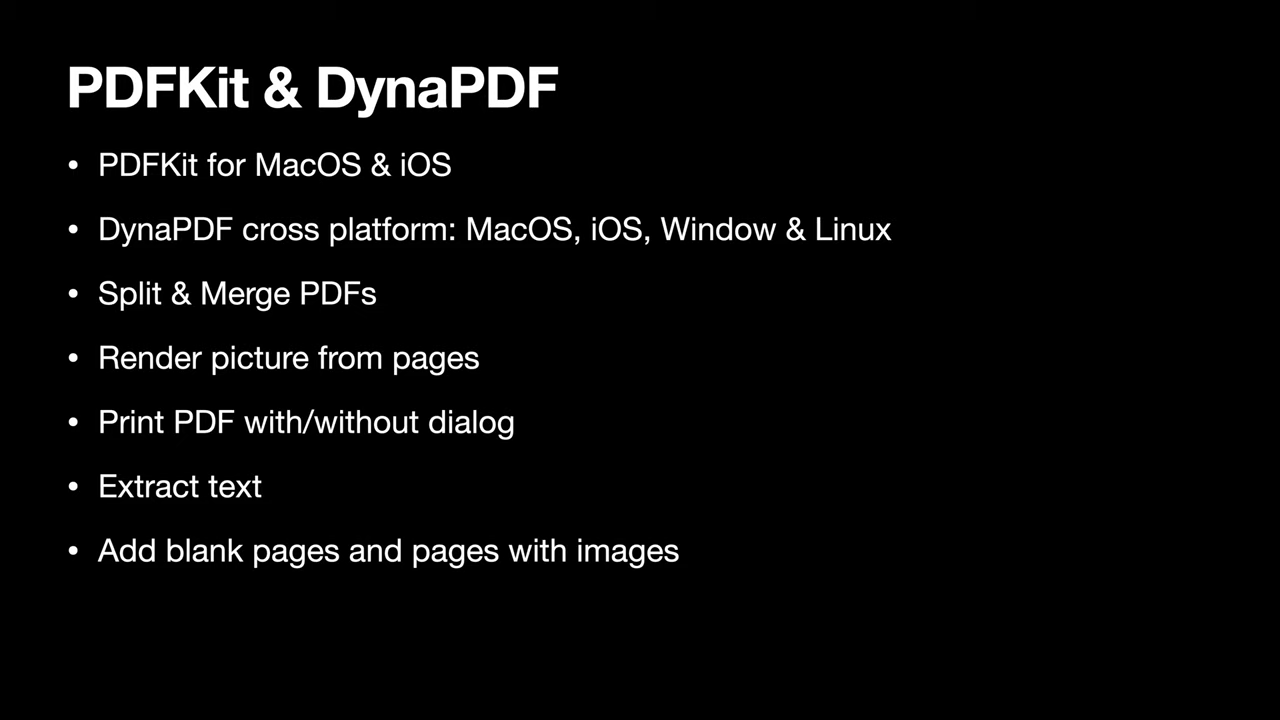 PDFKit & DynaPDF
• PDFKit for MacOS & iOS
• DynaPDF cross platform: MacOS, iOS, Window & Linux
• Split & Merge PDFs
• Render picture from pages
• Print PDF with/without dialog
• Extract text
• Add blank pages and pages with images